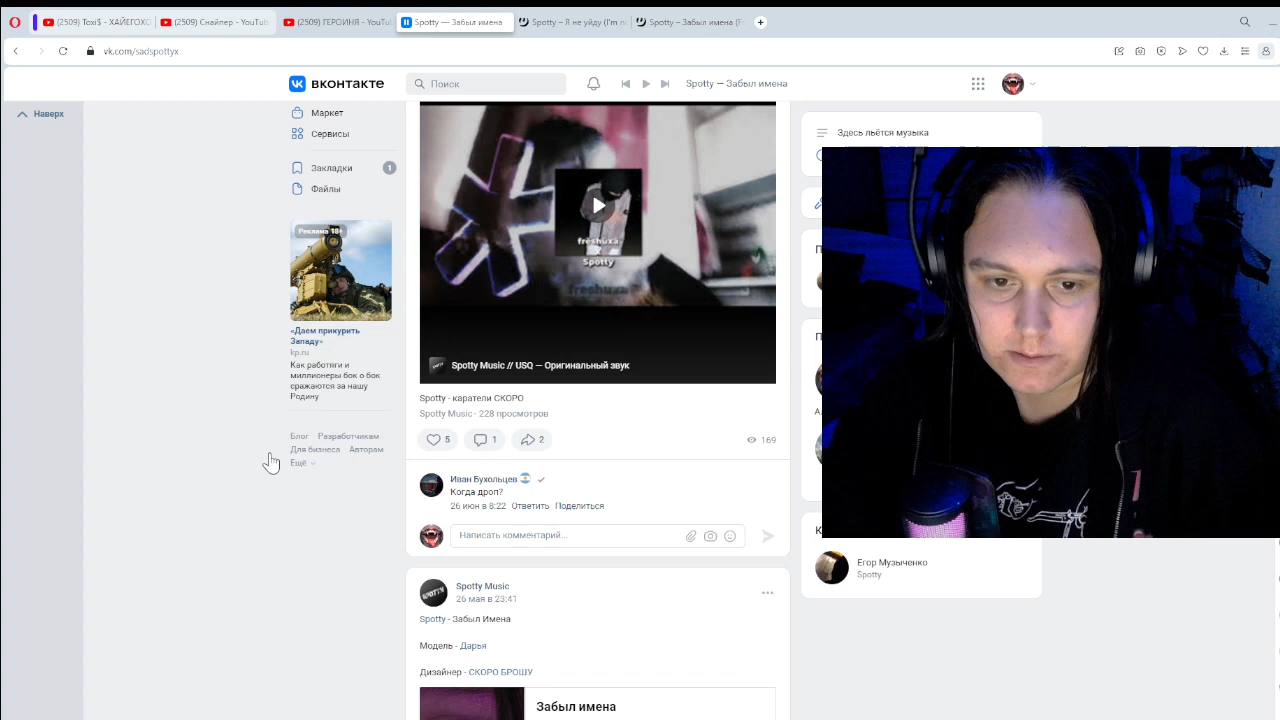 (2509) Toxi$ - ХАЙЕГОХО
(2509) Снайпер - YouTub
(2509) ГЕРОИНЯ - YouTu
Spotty — Забыл имена
Spotty – Я не уйду (I'm no
Spotty – Забыл имена (Fo
vk.com/sadspottyx
ВКОНТАКТЕ
Поиск
Spotty — Забыл имена
Наверх
Маркет
Сервисы
Закладки
1
Файлы
Реклама 18+
«Даем прикурить
Западу»
kp.ru
Как работяги и
миллионеры бок о бок
сражаются за нашу
Родину
Блог Разработчикам
Для бизнеса Авторам
Ещё
freshuxa
Spotty
freshuxa
Spotty Music // USQ — Оригинальный звук
Spotty - каратели СКОРО
Spotty Music · 228 просмотров
5 1 2 169
Иван Бухольцев
Когда дроп?
26 июн в 8:22 Ответить Поделиться
Написать комментарий...
SPOTTY
Spotty Music
26 мая в 23:41
Spotty - Забыл Имена
Модель - Дарья
Дизайнер - СКОРО БРОШУ
Забыл имена
Здесь льётся музыка
Егор Музыченко
Spotty